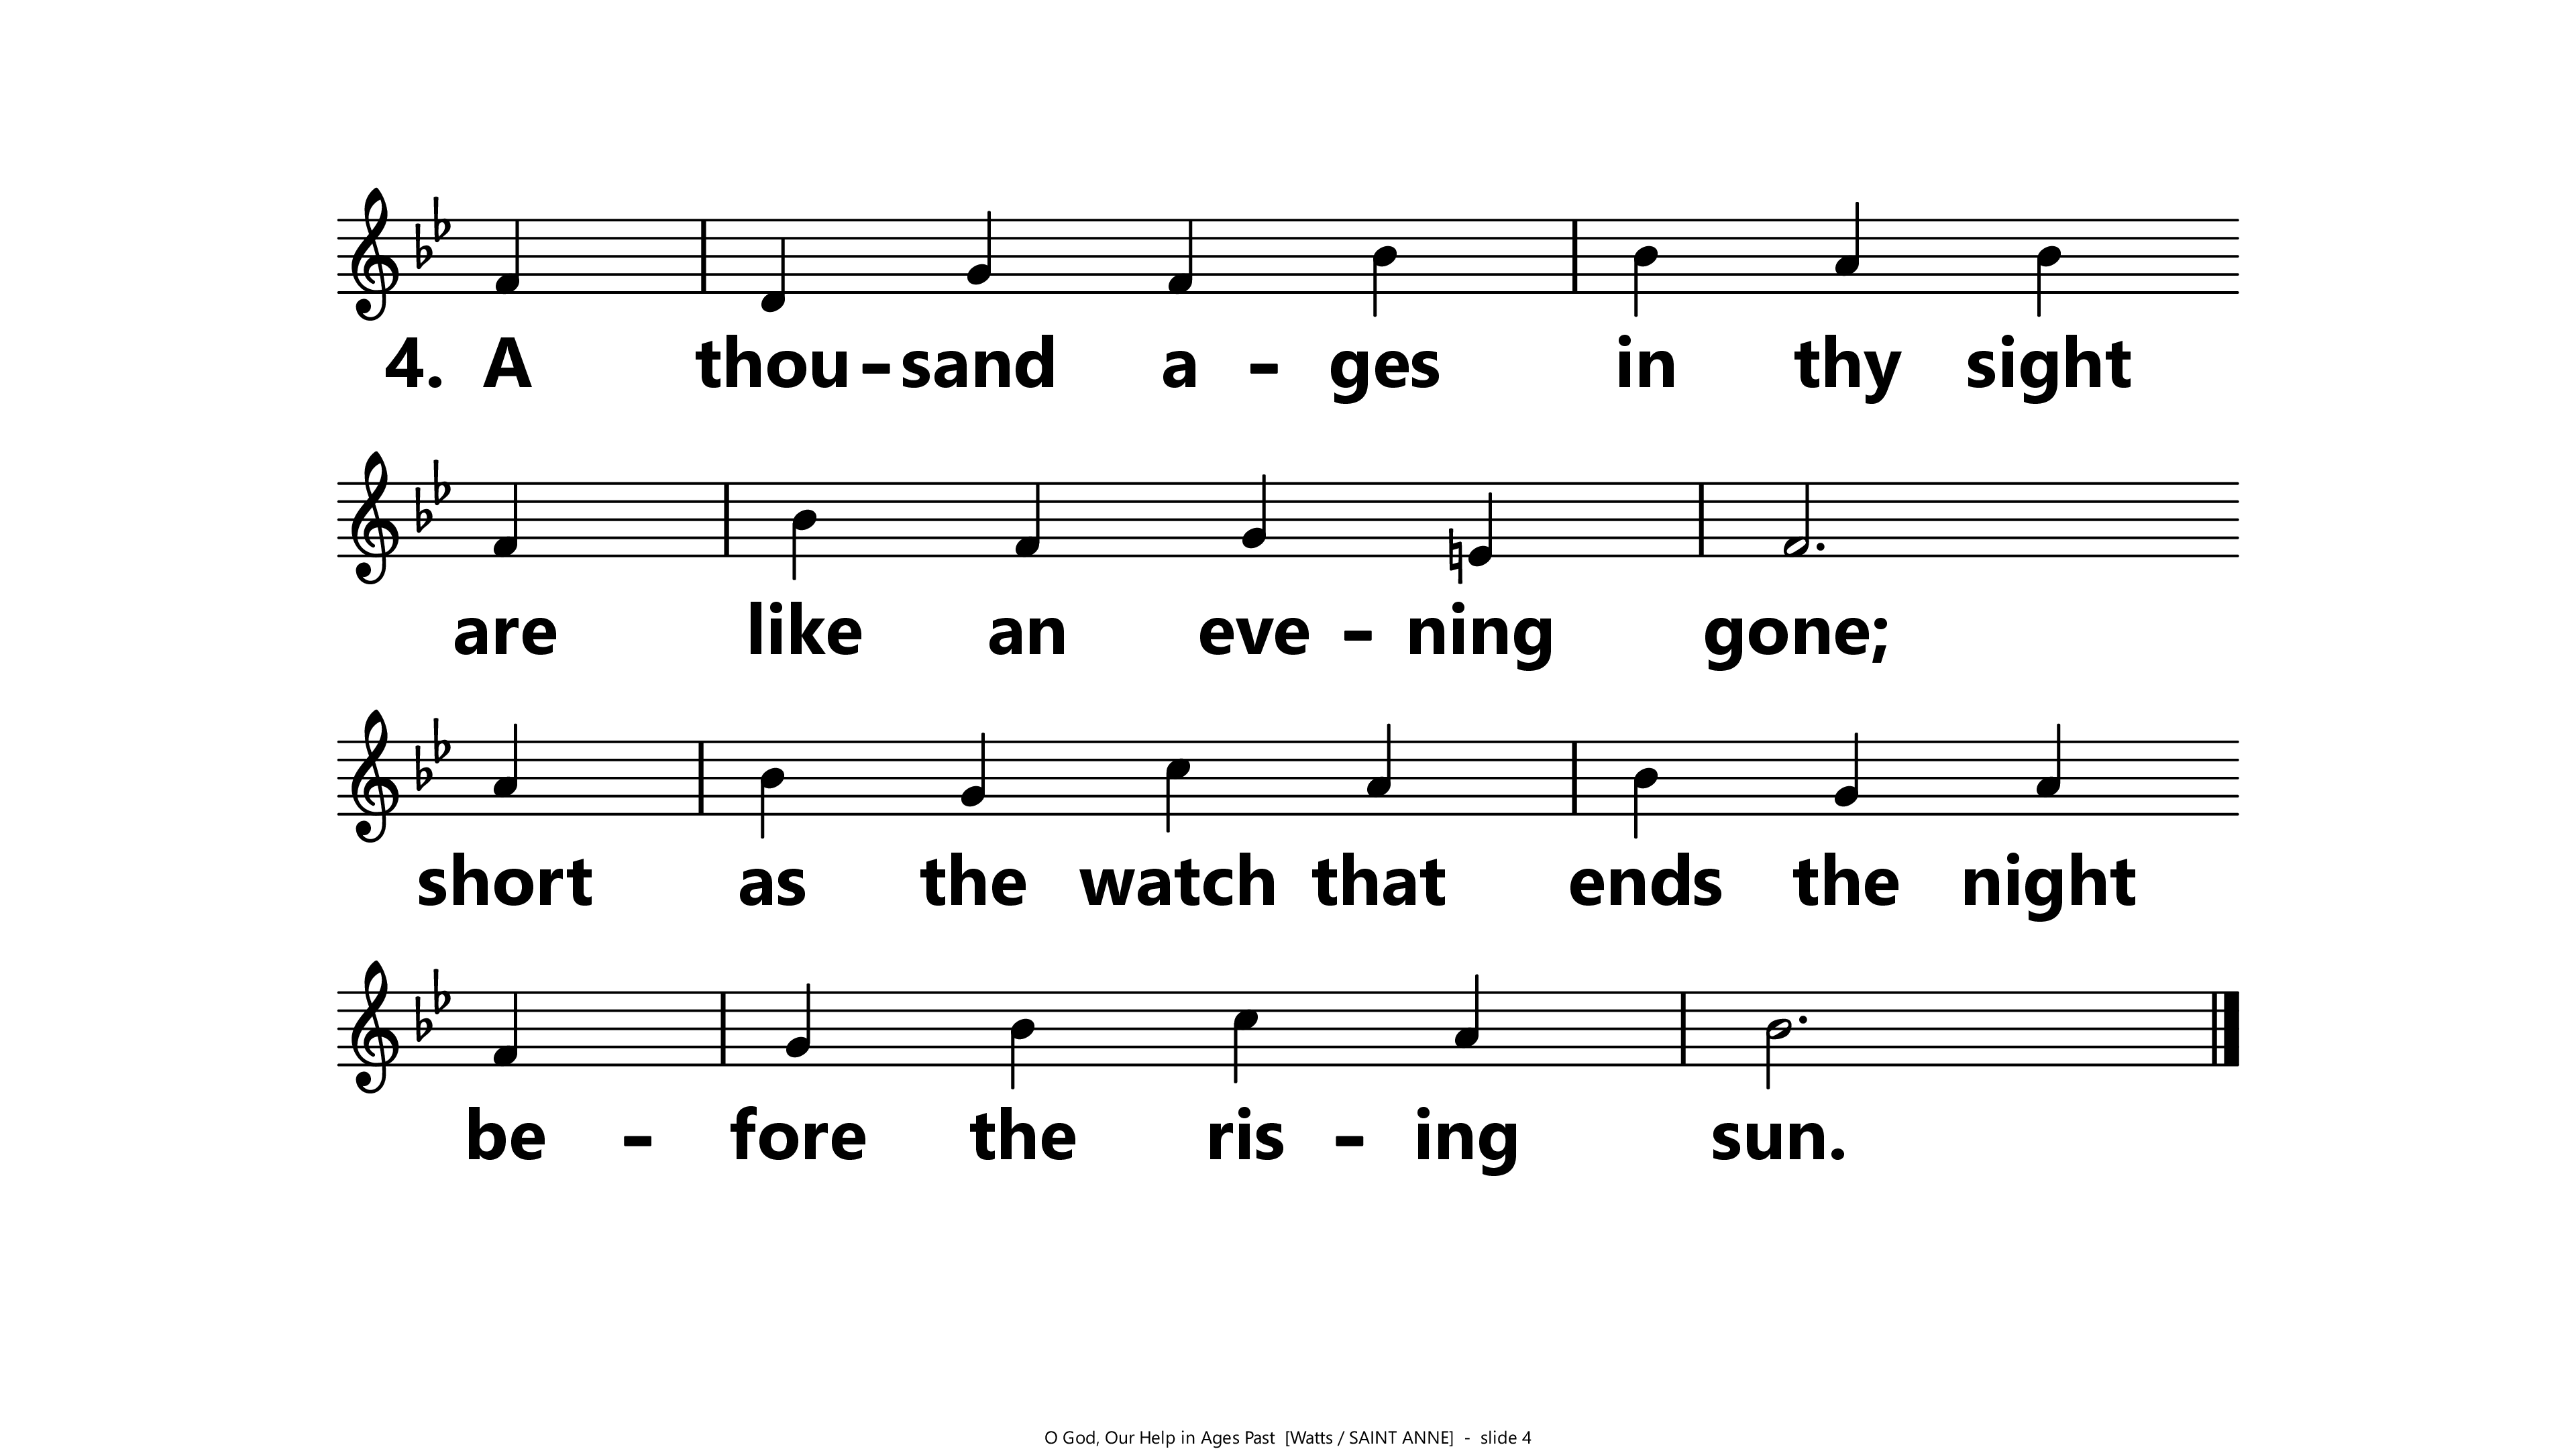 4. A thou - sand a - ges in thy sight
are like an eve - ning gone;
short as the watch that ends the night
be - fore the ris - ing sun.
O God, Our Help in Ages Past [Watts / SAINT ANNE] - slide 4